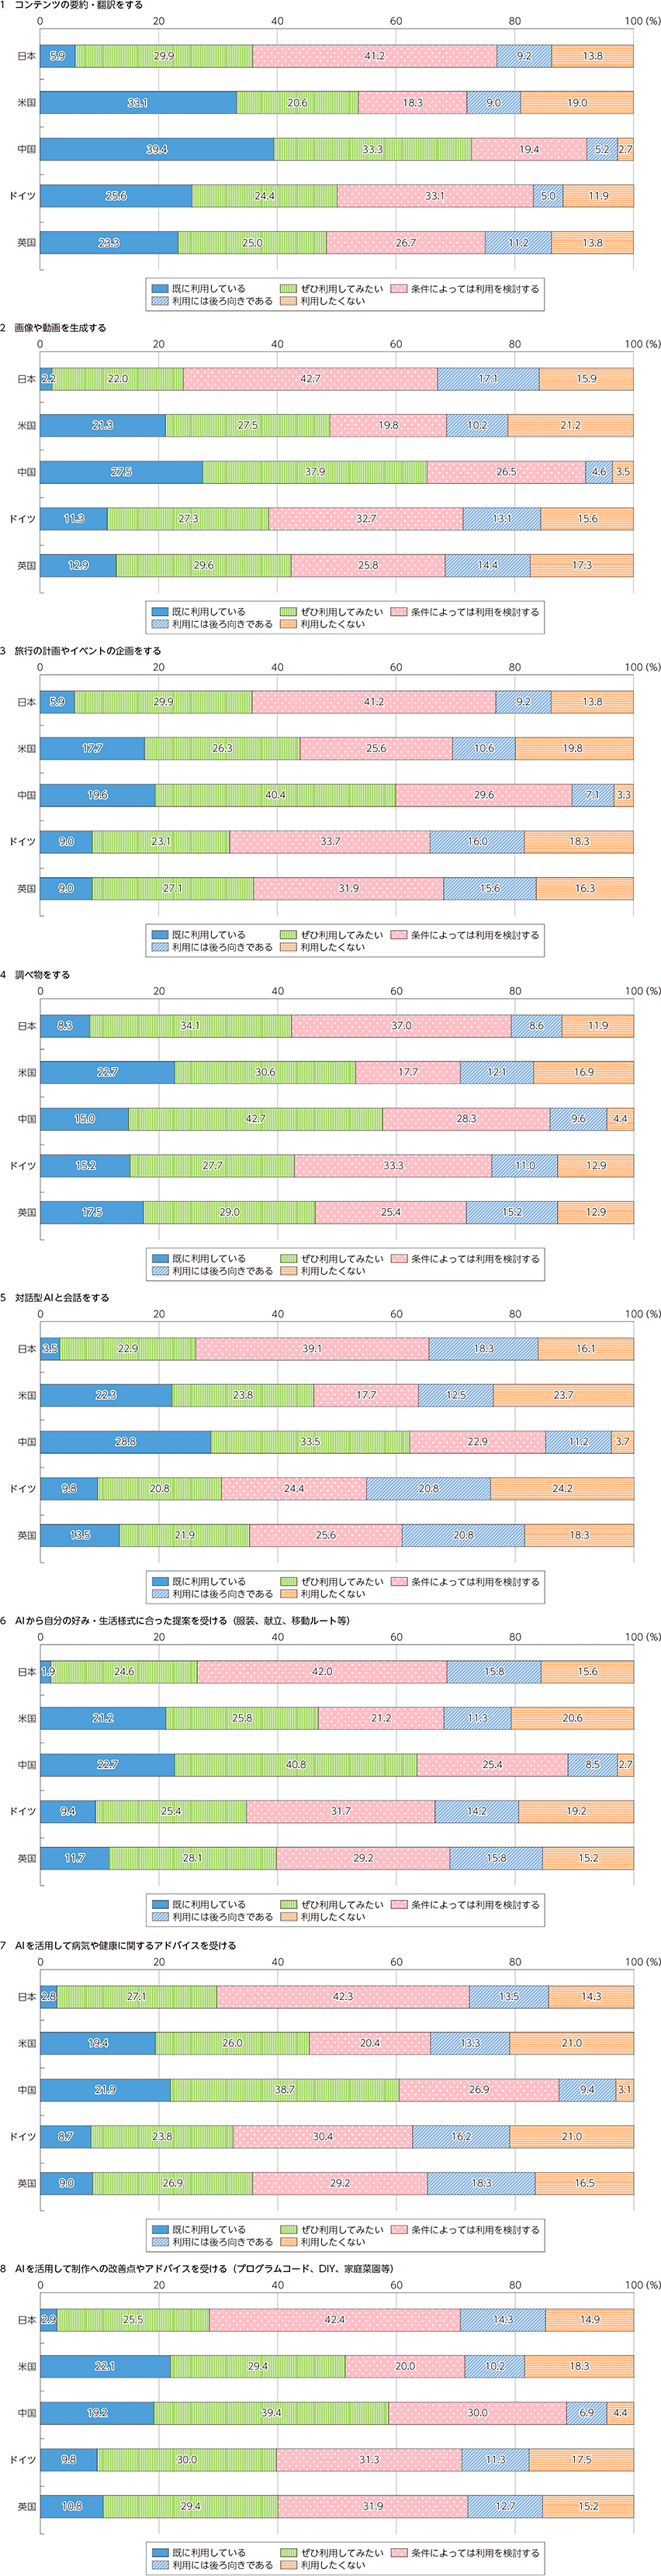 1 コンテンツの要約・翻訳をする
0 20 40 60 80 100 (%)
日本 5.9 29.9 41.2 9.2 13.8
米国 33.1 20.6 18.3 9.0 19.0
中国 39.4 33.3 19.4 5.2 2.7
ドイツ 25.6 24.4 33.1 5.0 11.9
英国 23.3 25.0 26.7 11.2 13.8
既に利用している ぜひ利用してみたい 条件によっては利用を検討する
利用には後ろ向きである 利用したくない
2 画像や動画を生成する
0 20 40 60 80 100 (%)
日本 2.2 22.0 42.7 17.1 15.9
米国 21.3 27.5 19.8 10.2 21.2
中国 27.5 37.9 26.5 4.6 3.5
ドイツ 11.3 27.3 32.7 13.1 15.6
英国 12.9 29.6 25.8 14.4 17.3
既に利用している ぜひ利用してみたい 条件によっては利用を検討する
利用には後ろ向きである 利用したくない
3 旅行の計画やイベントの企画をする
0 20 40 60 80 100 (%)
日本 5.9 29.9 41.2 9.2 13.8
米国 17.7 26.3 25.6 10.6 19.8
中国 19.6 40.4 29.6 7.1 3.3
ドイツ 9.0 23.1 33.7 16.0 18.3
英国 9.0 27.1 31.9 15.6 16.3
既に利用している ぜひ利用してみたい 条件によっては利用を検討する
利用には後ろ向きである 利用したくない
4 調べ物をする
0 20 40 60 80 100 (%)
日本 8.3 34.1 37.0 8.6 11.9
米国 22.7 30.6 17.7 12.1 16.9
中国 15.0 42.7 28.3 9.6 4.4
ドイツ 15.2 27.7 33.3 11.0 12.9
英国 17.5 29.0 25.4 15.2 12.9
既に利用している ぜひ利用してみたい 条件によっては利用を検討する
利用には後ろ向きである 利用したくない
5 対話型AIと会話をする
0 20 40 60 80 100 (%)
日本 3.5 22.9 39.1 18.3 16.1
米国 22.3 23.8 17.7 12.5 23.7
中国 28.8 33.5 22.9 11.2 3.7
ドイツ 9.8 20.8 24.4 20.8 24.2
英国 13.5 21.9 25.6 20.8 18.3
既に利用している ぜひ利用してみたい 条件によっては利用を検討する
利用には後ろ向きである 利用したくない
6 AIから自分の好み・生活様式に合った提案を受ける（服装、献立、移動ルート等）
0 20 40 60 80 100 (%)
日本 1.9 24.6 42.0 15.8 15.6
米国 21.2 25.8 21.2 11.3 20.6
中国 22.7 40.8 25.4 8.5 2.7
ドイツ 9.4 25.4 31.7 14.2 19.2
英国 11.7 28.1 29.2 15.8 15.2
既に利用している ぜひ利用してみたい 条件によっては利用を検討する
利用には後ろ向きである 利用したくない
7 AIを活用して病気や健康に関するアドバイスを受ける
0 20 40 60 80 100 (%)
日本 2.8 27.1 42.3 13.5 14.3
米国 19.4 26.0 20.4 13.3 21.0
中国 21.9 38.7 26.9 9.4 3.1
ドイツ 8.7 23.8 30.4 16.2 21.0
英国 9.0 26.9 29.2 18.3 16.5
既に利用している ぜひ利用してみたい 条件によっては利用を検討する
利用には後ろ向きである 利用したくない
8 AIを活用して制作への改善点やアドバイスを受ける（プログラムコード、DIY、家庭菜園等）
0 20 40 60 80 100 (%)
日本 2.9 25.5 42.4 14.3 14.9
米国 22.1 29.4 20.0 10.2 18.3
中国 19.2 39.4 30.0 6.9 4.4
ドイツ 9.8 30.0 31.3 11.3 17.5
英国 10.8 29.4 31.9 12.7 15.2
既に利用している ぜひ利用してみたい 条件によっては利用を検討する
利用には後ろ向きである 利用したくない